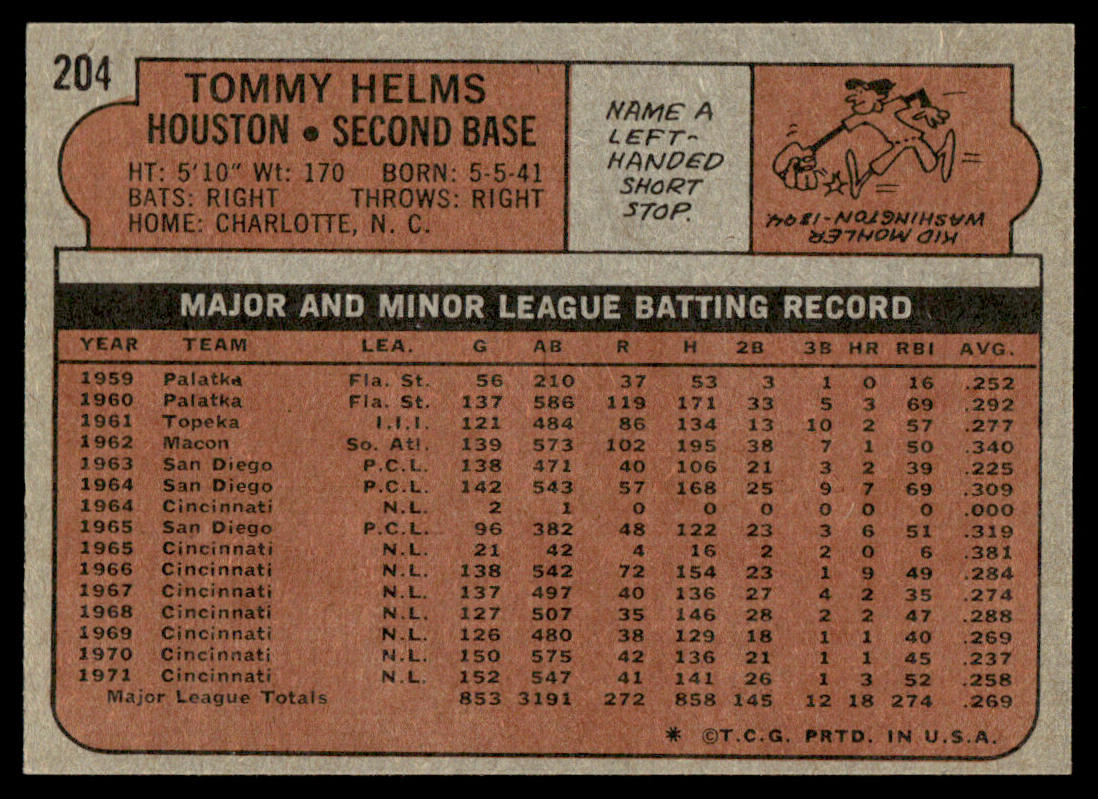 204
TOMMY HELMS
HOUSTON • SECOND BASE
HT: 5'10" Wt: 170 BORN: 5-5-41
BATS: RIGHT THROWS: RIGHT
HOME: CHARLOTTE, N. C.
NAME A
LEFT-
HANDED
SHORT
STOP.
KID MOHLER
WASHINGTON-1894
MAJOR AND MINOR LEAGUE BATTING RECORD
YEAR TEAM LEA. G AB R H 2B 3B HR RBI AVG.
1959 Palatka Fla. St. 56 210 37 53 3 1 0 16 .252
1960 Palatka Fla. St. 137 586 119 171 33 5 3 69 .292
1961 Topeka I.I.I. 121 484 86 134 13 10 2 57 .277
1962 Macon So. Atl. 139 573 102 195 38 7 1 50 .340
1963 San Diego P.C.L. 138 471 40 106 21 3 2 39 .225
1964 San Diego P.C.L. 142 543 57 168 25 9 7 69 .309
1964 Cincinnati N.L. 2 1 0 0 0 0 0 0 .000
1965 San Diego P.C.L. 96 382 48 122 23 3 6 51 .319
1965 Cincinnati N.L. 21 42 4 16 2 2 0 6 .381
1966 Cincinnati N.L. 138 542 72 154 23 1 9 49 .284
1967 Cincinnati N.L. 137 497 40 136 27 4 2 35 .274
1968 Cincinnati N.L. 127 507 35 146 28 2 2 47 .288
1969 Cincinnati N.L. 126 480 38 129 18 1 1 40 .269
1970 Cincinnati N.L. 150 575 42 136 21 1 1 45 .237
1971 Cincinnati N.L. 152 547 41 141 26 1 3 52 .258
Major League Totals 853 3191 272 858 145 12 18 274 .269
* ©T.C.G. PRTD. IN U.S.A.